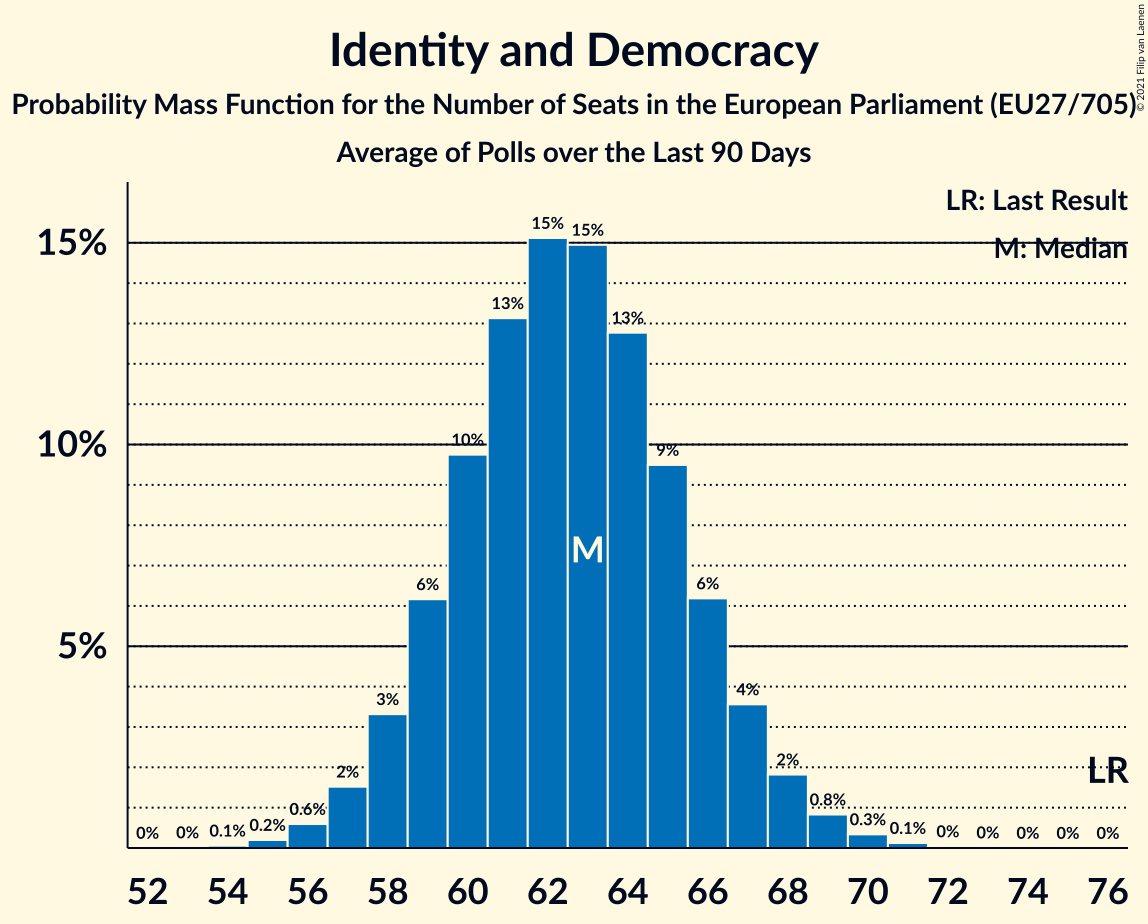 Identity and Democracy
Probability Mass Function for the Number of Seats in the European Parliament (EU27/705)
Average of Polls over the Last 90 Days
© 2021 Filip van Laenen
LR: Last Result
M: Median
15%
10%
5%
0% 0% 0.1% 0.2% 0.6% 2% 3% 6% 10% 13% 15% 15% 13% 9% 6% 4% 2% 0.8% 0.3% 0.1% 0% 0% 0% 0% 0%
M
LR
52 54 56 58 60 62 64 66 68 70 72 74 76